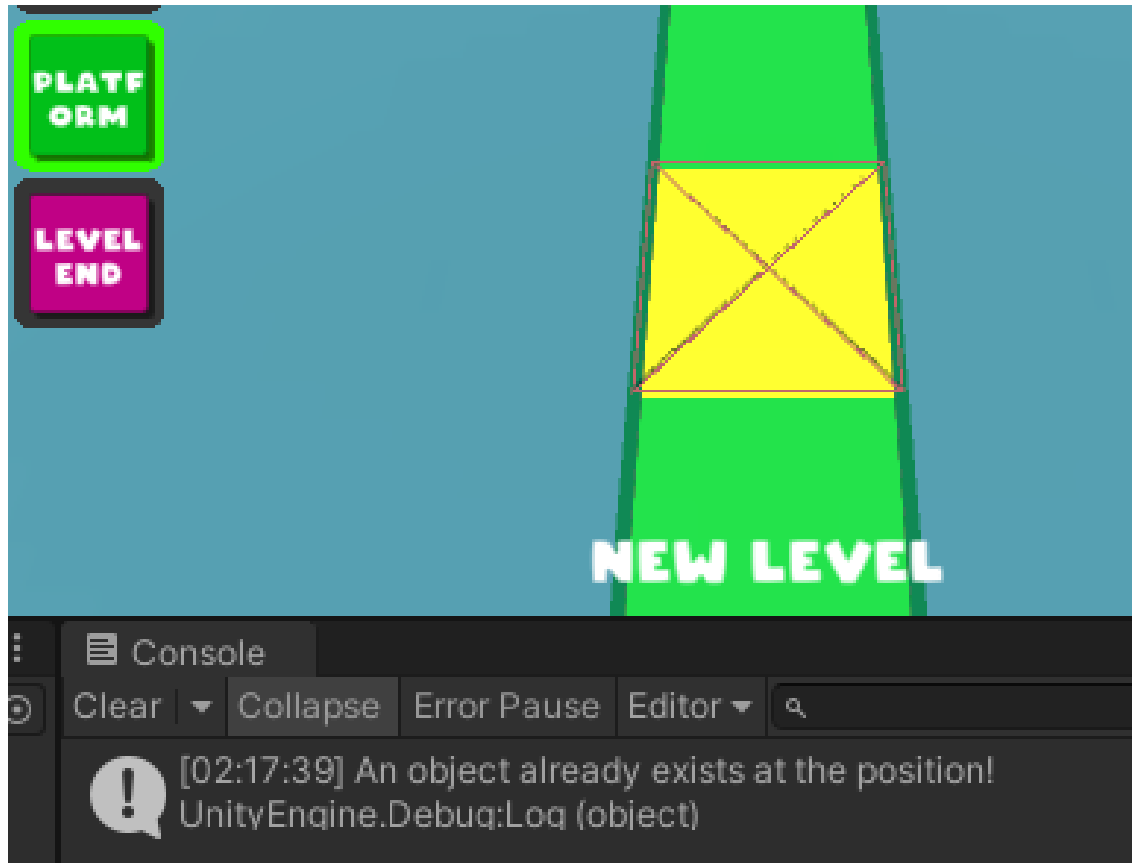 PLATF
ORM
LEVEL
END
NEW LEVEL
Console
Clear Collapse Error Pause Editor
[02:17:39] An object already exists at the position!
UnityEngine.Debug:Log (object)